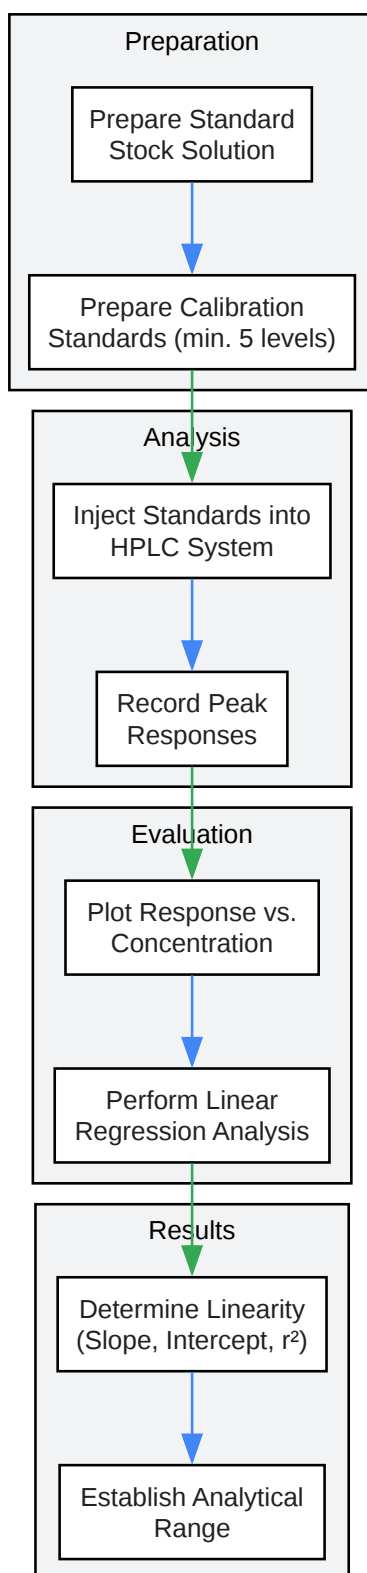 Preparation
Prepare Standard
Stock Solution
Prepare Calibration
Standards (min. 5 levels)
Analysis
Inject Standards into
HPLC System
Record Peak
Responses
Evaluation
Plot Response vs.
Concentration
Perform Linear
Regression Analysis
Results
Determine Linearity
(Slope, Intercept, r²)
Establish Analytical
Range